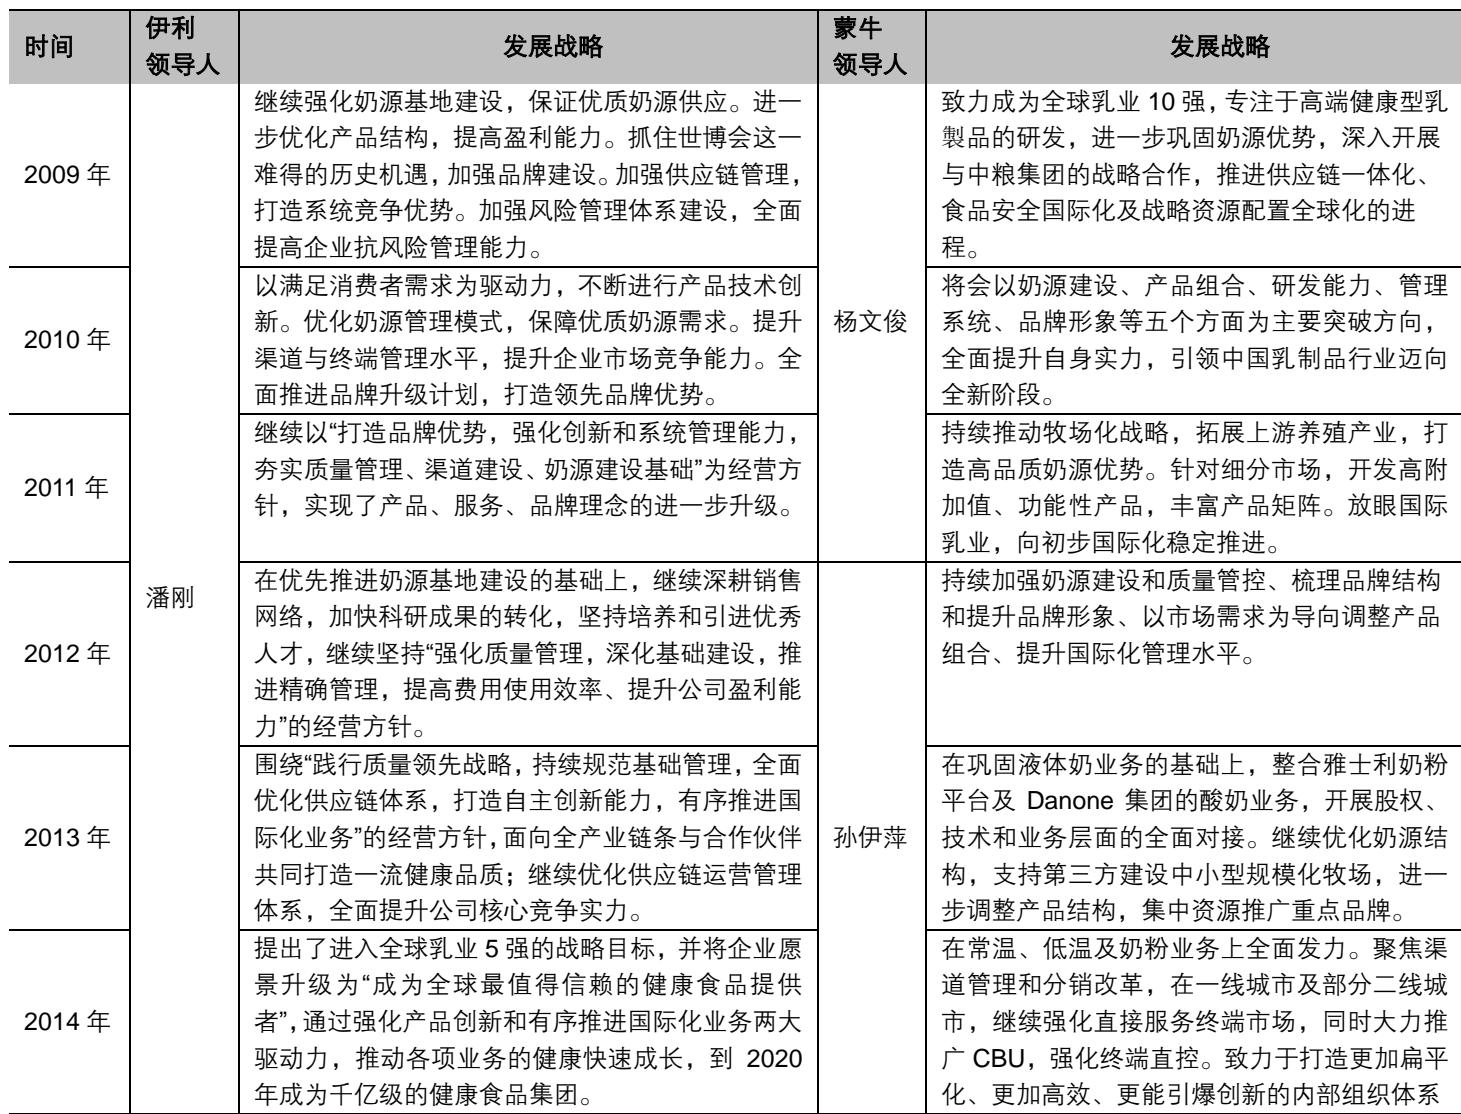 时间
伊利
领导人
发展战略
蒙牛
领导人
发展战略
2009 年
继续强化奶源基地建设，保证优质奶源供应。进一
步优化产品结构，提高盈利能力。抓住世博会这一
难得的历史机遇，加强品牌建设。加强供应链管理，
打造系统竞争优势。加强风险管理体系建设，全面
提高企业抗风险管理能力。
致力成为全球乳业 10 强，专注于高端健康型乳
製品的研发，进一步巩固奶源优势，深入开展
与中粮集团的战略合作，推进供应链一体化、
食品安全国际化及战略资源配置全球化的进
程。
2010 年
以满足消费者需求为驱动力，不断进行产品技术创
新。优化奶源管理模式，保障优质奶源需求。提升
渠道与终端管理水平，提升企业市场竞争能力。全
面推进品牌升级计划，打造领先品牌优势。
杨文俊
将会以奶源建设、产品组合、研发能力、管理
系统、品牌形象等五个方面为主要突破方向，
全面提升自身实力，引领中国乳制品行业迈向
全新阶段。
2011 年
继续以“打造品牌优势，强化创新和系统管理能力，
夯实质量管理、渠道建设、奶源建设基础”为经营方
针，实现了产品、服务、品牌理念的进一步升级。
持续推动牧场化战略，拓展上游养殖产业，打
造高品质奶源优势。针对细分市场，开发高附
加值、功能性产品，丰富产品矩阵。放眼国际
乳业，向初步国际化稳定推进。
潘刚
2012 年
在优先推进奶源基地建设的基础上，继续深耕销售
网络，加快科研成果的转化，坚持培养和引进优秀
人才，继续坚持“强化质量管理，深化基础建设，推
进精确管理，提高费用使用效率、提升公司盈利能
力”的经营方针。
持续加强奶源建设和质量管控、梳理品牌结构
和提升品牌形象、以市场需求为导向调整产品
组合、提升国际化管理水平。
2013 年
围绕“践行质量领先战略，持续规范基础管理，全面
优化供应链体系，打造自主创新能力，有序推进国
际化业务”的经营方针，面向全产业链条与合作伙伴
共同打造一流健康品质；继续优化供应链运营管理
体系，全面提升公司核心竞争实力。
孙伊萍
在巩固液体奶业务的基础上，整合雅士利奶粉
平台及 Danone 集团的酸奶业务，开展股权、
技术和业务层面的全面对接。继续优化奶源结
构，支持第三方建设中小型规模化牧场，进一
步调整产品结构，集中资源推广重点品牌。
2014 年
提出了进入全球乳业 5 强的战略目标，并将企业愿
景升级为“成为全球最值得信赖的健康食品提供
者”，通过强化产品创新和有序推进国际化业务两大
驱动力，推动各项业务的健康快速成长，到 2020
年成为千亿级的健康食品集团。
在常温、低温及奶粉业务上全面发力。聚焦渠
道管理和分销改革，在一线城市及部分二线城
市，继续强化直接服务终端市场，同时大力推
广 CBU，强化终端直控。致力于打造更加扁平
化、更加高效、更能引爆创新的内部组织体系